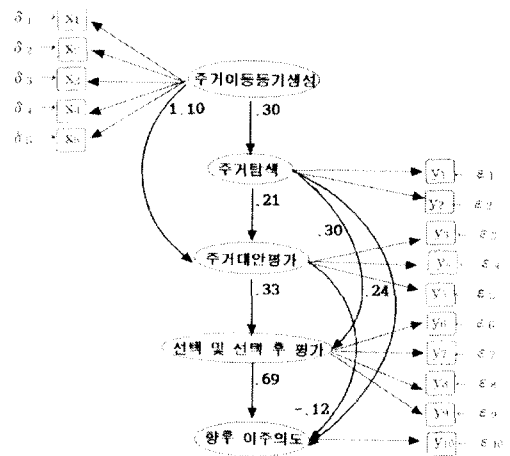 δ1 x1
δ2
δ3 x3
δ4 x4
δ5 x5
주거이동동기생성
1.10 .30
주거탐색
y1 ε1
y2 ε2
.21
.30
y3 ε3
주거대안평가
ε4
.33
.24
ε5
y6 ε6
선택 및 선택 후 평가
y7 ε7
.69
y8 ε8
-.12
y9 ε9
향후 이주의도
y10 ε10